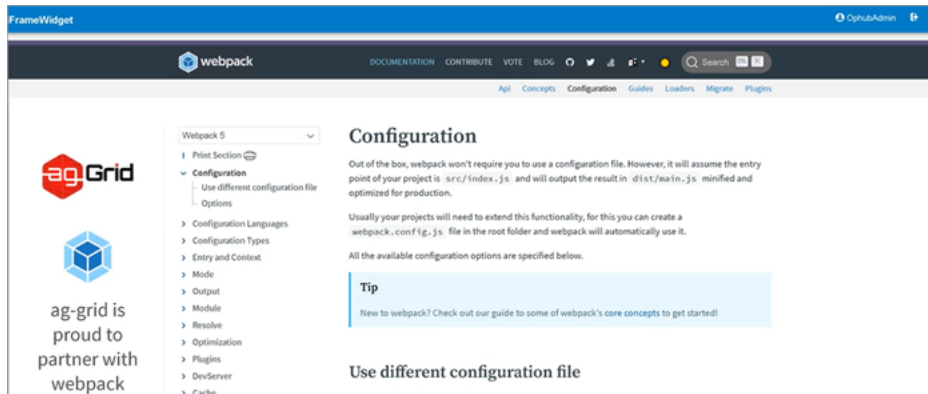 FrameWidget
OphubAdmin
webpack
DOCUMENTATION CONTRIBUTE VOTE BLOG
Search
Api Concepts Configuration Guides Loaders Migrate Plugins
Webpack 5
Print Section
Configuration
Use different configuration file
Options
Configuration Languages
Configuration Types
Entry and Context
Mode
Output
Module
Resolve
Optimization
Plugins
DevServer
Cache
ag-Grid
ag-grid is
proud to
partner with
webpack
Configuration
Out of the box, webpack won't require you to use a configuration file. However, it will assume the entry
point of your project is src/index.js and will output the result in dist/main.js minified and
optimized for production.
Usually your projects will need to extend this functionality, for this you can create a
webpack.config.js file in the root folder and webpack will automatically use it.
All the available configuration options are specified below.
Tip
New to webpack? Check out our guide to some of webpack's core concepts to get started!
Use different configuration file